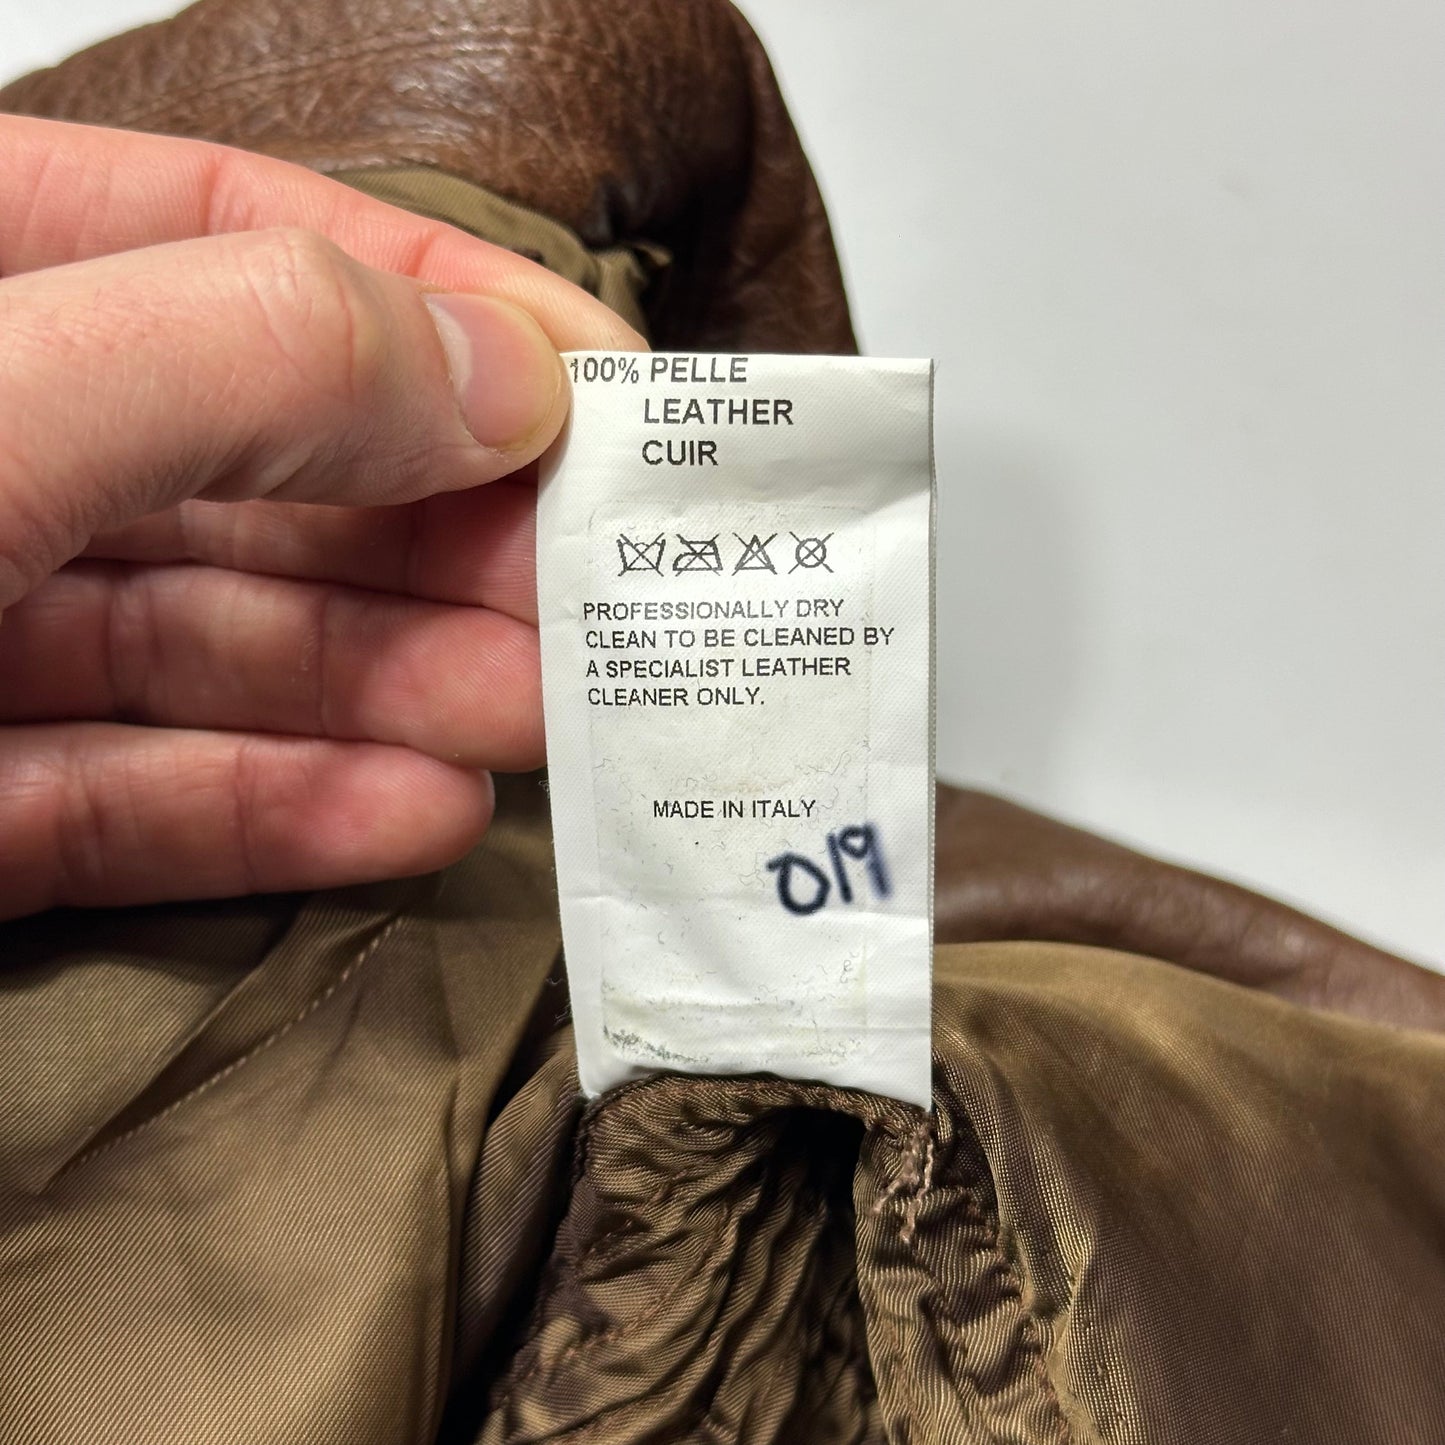 100% PELLE
LEATHER
CUIR
PROFESSIONALLY DRY
CLEAN TO BE CLEANED BY
A SPECIALIST LEATHER
CLEANER ONLY.
MADE IN ITALY
019